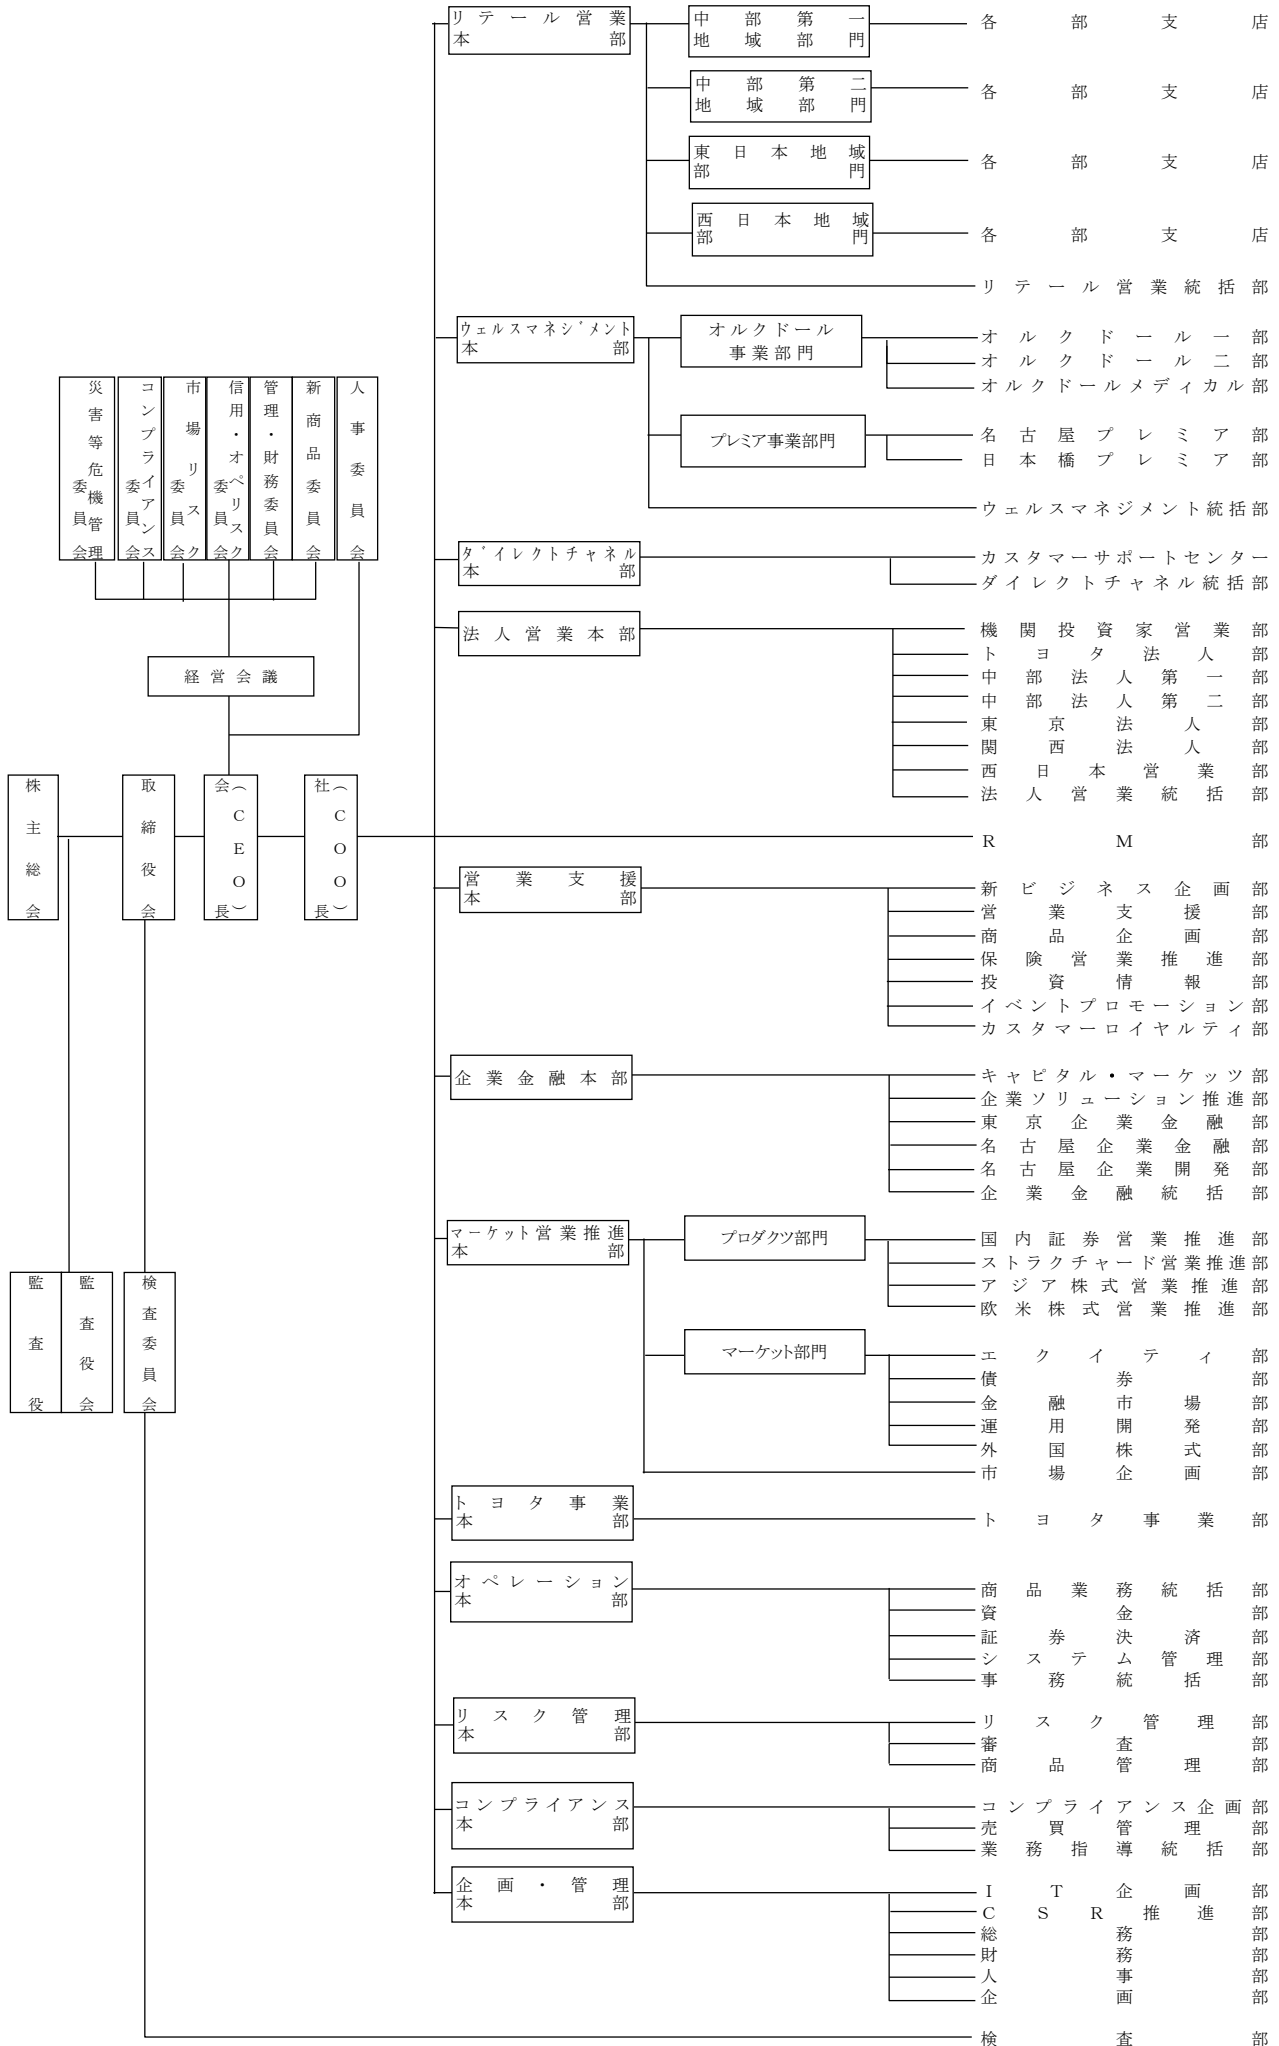 リテール営業
本部
中部第一
地域部門
各部支店
中部第二
地域部門
各部支店
東日本地域
部門
各部支店
西日本地域
部門
各部支店
リテール営業統括部
ウェルスマネジメント
本部
オルクドール
事業部門
オルクドール一部
オルクドール二部
オルクドールメディカル部
プレミア事業部門
名古屋プレミア部
日本橋プレミア部
ウェルスマネジメント統括部
災害等危機管理
委員会
コンプライアンス
委員会
市場リスク
委員会
信用・オペリスク
委員会
管理・財務委員会
新商品委員会
人事委員会
ダイレクトチャネル
本部
カスタマーサポートセンター
ダイレクトチャネル統括部
法人営業本部
機関投資家営業部
トヨタ法人部
中部法人第一部
中部法人第二部
東京法人部
関西法人部
西日本営業部
法人営業統括部
経営会議
株主総会
取締役会
会長
(CEO)
社長
(COO)
RM部
営業支援
本部
新ビジネス企画部
営業支援部
商品企画部
保険営業推進部
投資情報部
イベントプロモーション部
カスタマーロイヤルティ部
企業金融本部
キャピタル・マーケッツ部
企業ソリューション推進部
東京企業金融部
名古屋企業金融部
名古屋企業開発部
企業金融統括部
マーケット営業推進
本部
プロダクツ部門
国内証券営業推進部
ストラクチャード営業推進部
アジア株式営業推進部
欧米株式営業推進部
監査役
監査役会
検査委員会
マーケット部門
エクイティ部
債券部
金融市場部
運用開発部
外国株式部
市場企画部
トヨタ事業
本部
トヨタ事業部
オペレーション
本部
商品業務統括部
資金部
証券決済部
システム管理部
事務統括部
リスク管理
本部
リスク管理部
審査部
商品管理部
コンプライアンス
本部
コンプライアンス企画部
売買管理部
業務指導統括部
企画・管理
本部
IT企画部
CSR推進部
総務部
財務部
人事部
企画部
検査部